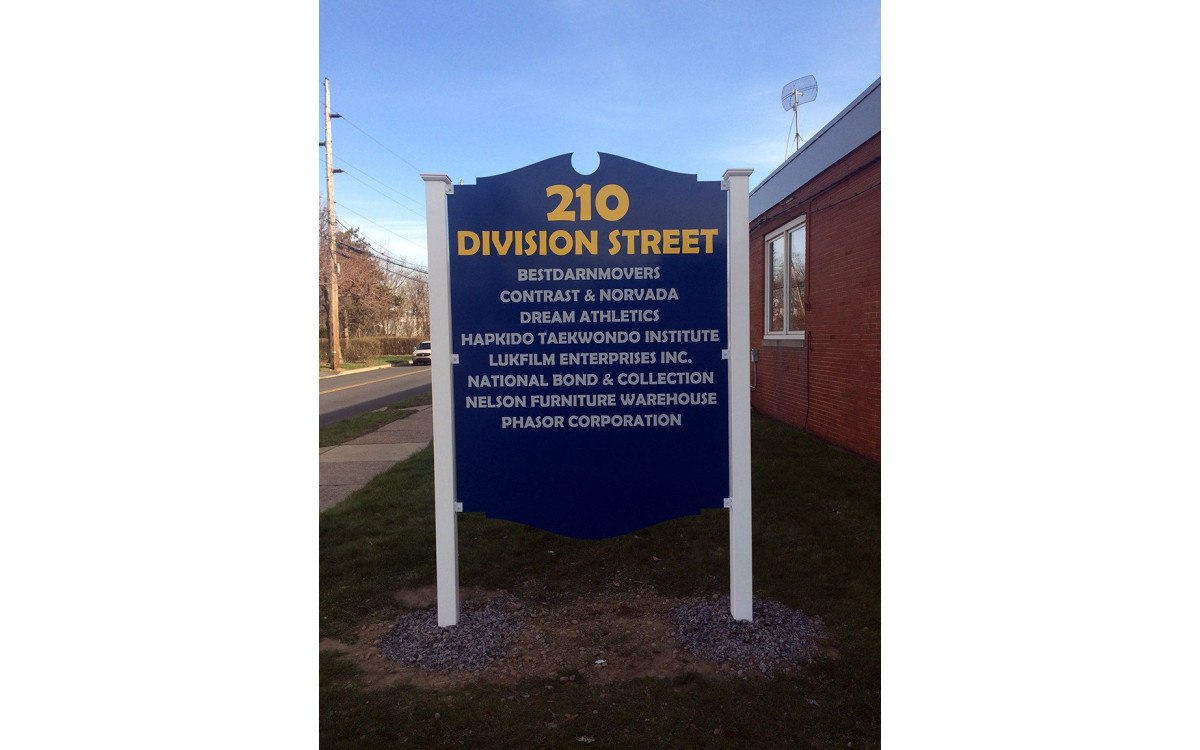 210
DIVISION STREET
BESTDARNMOVERS
CONTRAST & NORVADA
DREAM ATHLETICS
HAPKIDO TAEKWONDO INSTITUTE
LUKFILM ENTERPRISES INC.
NATIONAL BOND & COLLECTION
NELSON FURNITURE WAREHOUSE
PHASOR CORPORATION